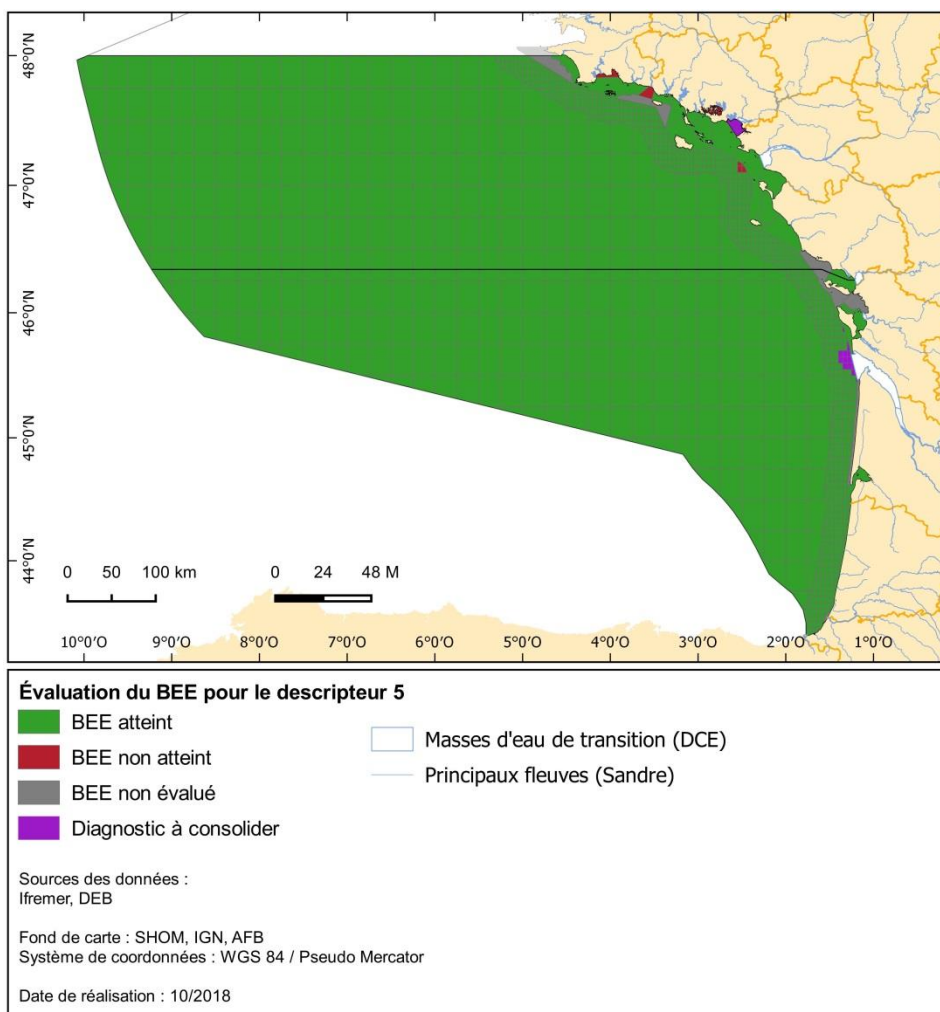 48°0'N
47°0'N
46°0'N
45°0'N
44°0'N
0 50 100 km
0 24 48 M
10°0'O 9°0'O 8°0'O 7°0'O 6°0'O 5°0'O 4°0'O 3°0'O 2°0'O 1°0'O
Évaluation du BEE pour le descripteur 5
BEE atteint
BEE non atteint
BEE non évalué
Diagnostic à consolider
Masses d'eau de transition (DCE)
Principaux fleuves (Sandre)
Sources des données :
Ifremer, DEB
Fond de carte : SHOM, IGN, AFB
Système de coordonnées : WGS 84 / Pseudo Mercator
Date de réalisation : 10/2018